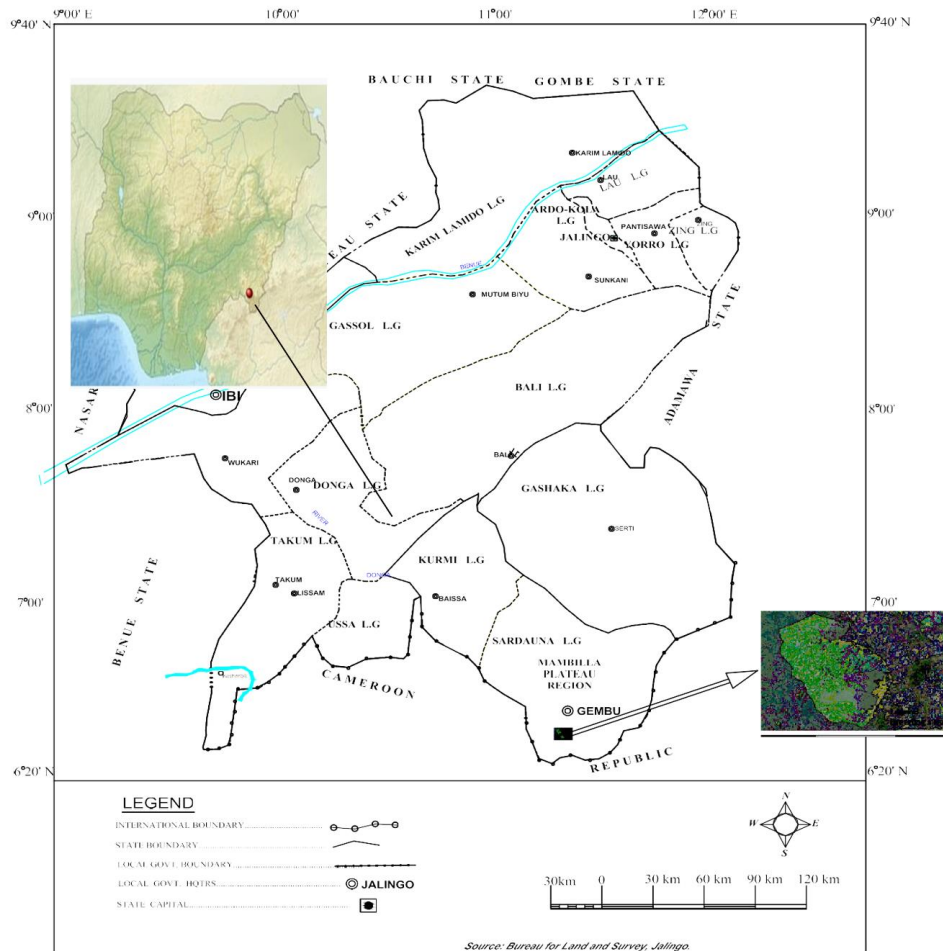 9°00' E 10°00' 11°00' 12°00'
9°40' N 9°40' N
BAUCHI STATE GOMBE STATE
KARIM LAMIDO
LAU
LAU L.G
ARDO-KOLA
L.G
9°00' 9°00'
EAU STATE
KARIM LAMIDO L.G
PANTISAWA
ZING L.G
JALINGO
YORRO L.G
BENUE
SUNKANI
MUTUM BIYU
STATE
GASSOL L.G
BALI L.G
ADAMAWA
NASAR
IBI
8°00' 8°00'
WUKARI
DONGA
DONGA L.G
GASHAKA L.G
RIVER
SERTI
TAKUM L.G
KURMI L.G
DONGA
TAKUM
LISSAM
BAISSA
7°00' 7°00'
USSA L.G
SARDAUNA L.G
BENUE STATE
MAMBILLA
PLATEAU
REGION
CAMEROON
GEMBU
REPUBLIC
6°20' N 6°20' N
LEGEND
INTERNATIONAL BOUNDARY
STATE BOUNDARY
LOCAL GOVT. BOUNDARY
LOCAL GOVT. HQTRS. JALINGO
STATE CAPITAL
N
W E
S
30km 0 30 km 60 km 90 km 120 km
Source: Bureau for Land and Survey, Jalingo.